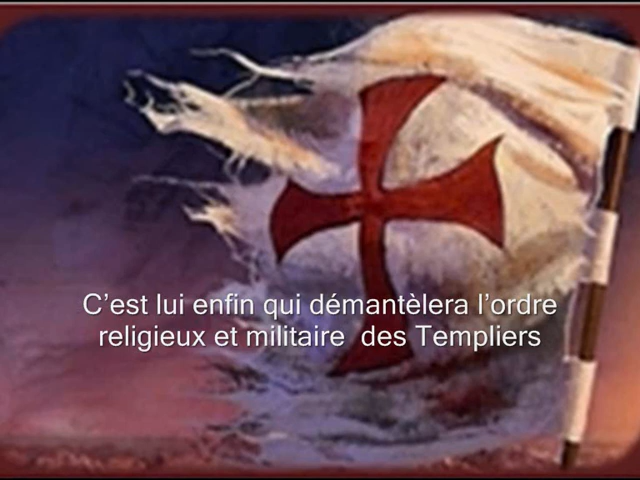 C’est lui enfin qui démantèlera l’ordre
religieux et militaire  des Templiers